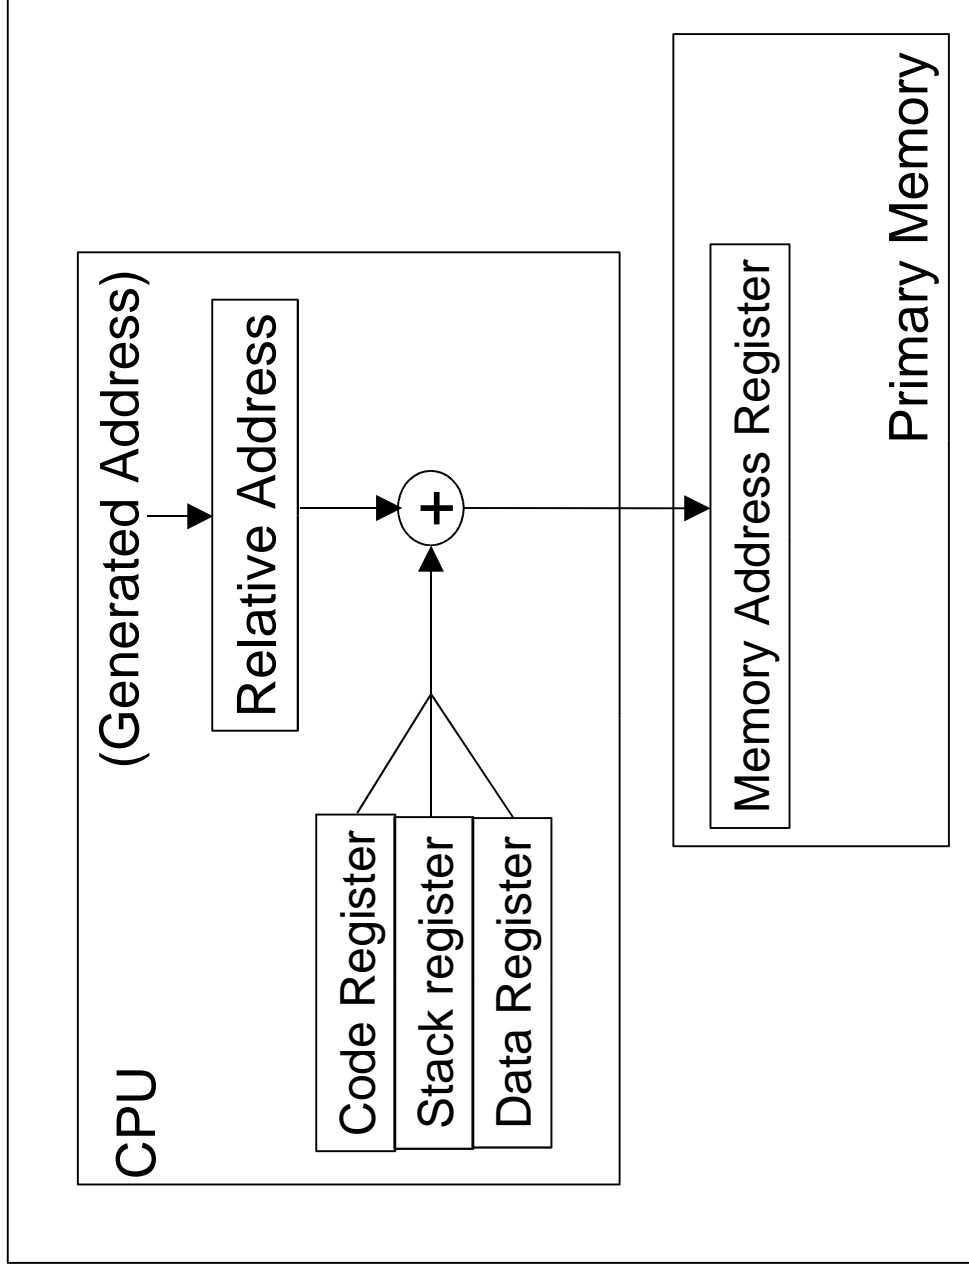 CPU
(Generated Address)
Relative Address
Code Register
Stack register
Data Register
+
Memory Address Register
Primary Memory